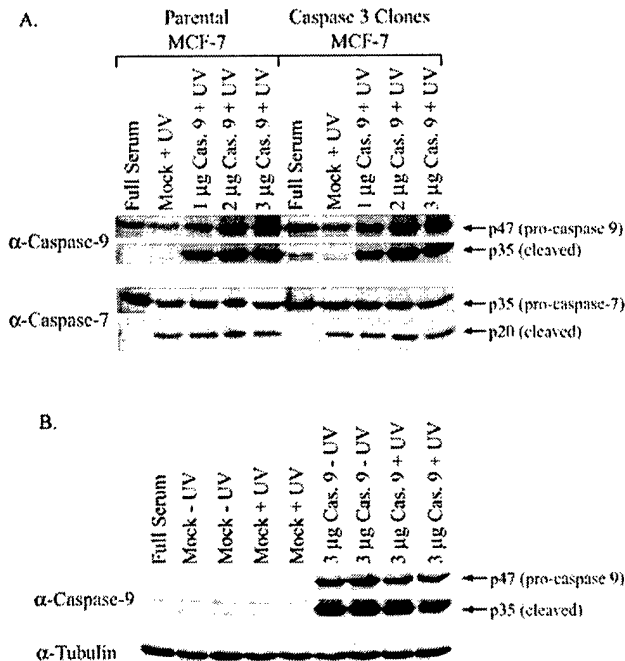 A.
Parental
MCF-7
Caspase 3 Clones
MCF-7
Full Serum
Mock + UV
1 µg Cas. 9 + UV
2 µg Cas. 9 + UV
3 µg Cas. 9 + UV
Full Serum
Mock + UV
1 µg Cas. 9 + UV
2 µg Cas. 9 + UV
3 µg Cas. 9 + UV
α-Caspase-9
p47 (pro-caspase 9)
p35 (cleaved)
α-Caspase-7
p35 (pro-caspase-7)
p20 (cleaved)
B.
Full Serum
Mock - UV
Mock - UV
Mock + UV
Mock + UV
3 µg Cas. 9 - UV
3 µg Cas. 9 - UV
3 µg Cas. 9 + UV
3 µg Cas. 9 + UV
α-Caspase-9
p47 (pro-caspase 9)
p35 (cleaved)
α-Tubulin